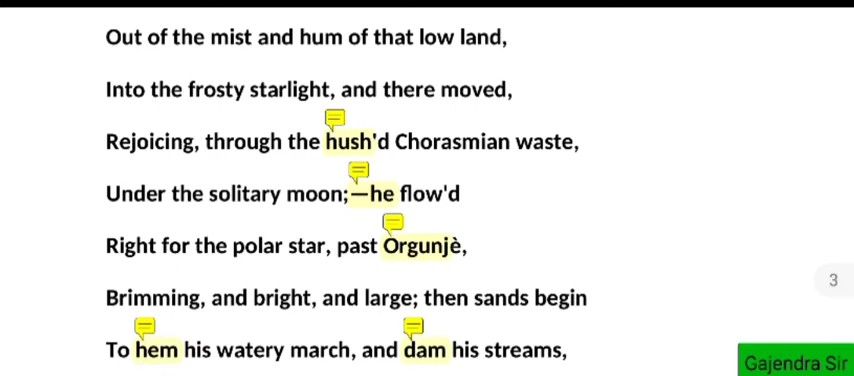 Out of the mist and hum of that low land,
Into the frosty starlight, and there moved,
Rejoicing, through the hush'd Chorasmian waste,
Under the solitary moon;—he flow'd
Right for the polar star, past Orgunjè,
Brimming, and bright, and large; then sands begin
3
To hem his watery march, and dam his streams,
Gajendra Sir